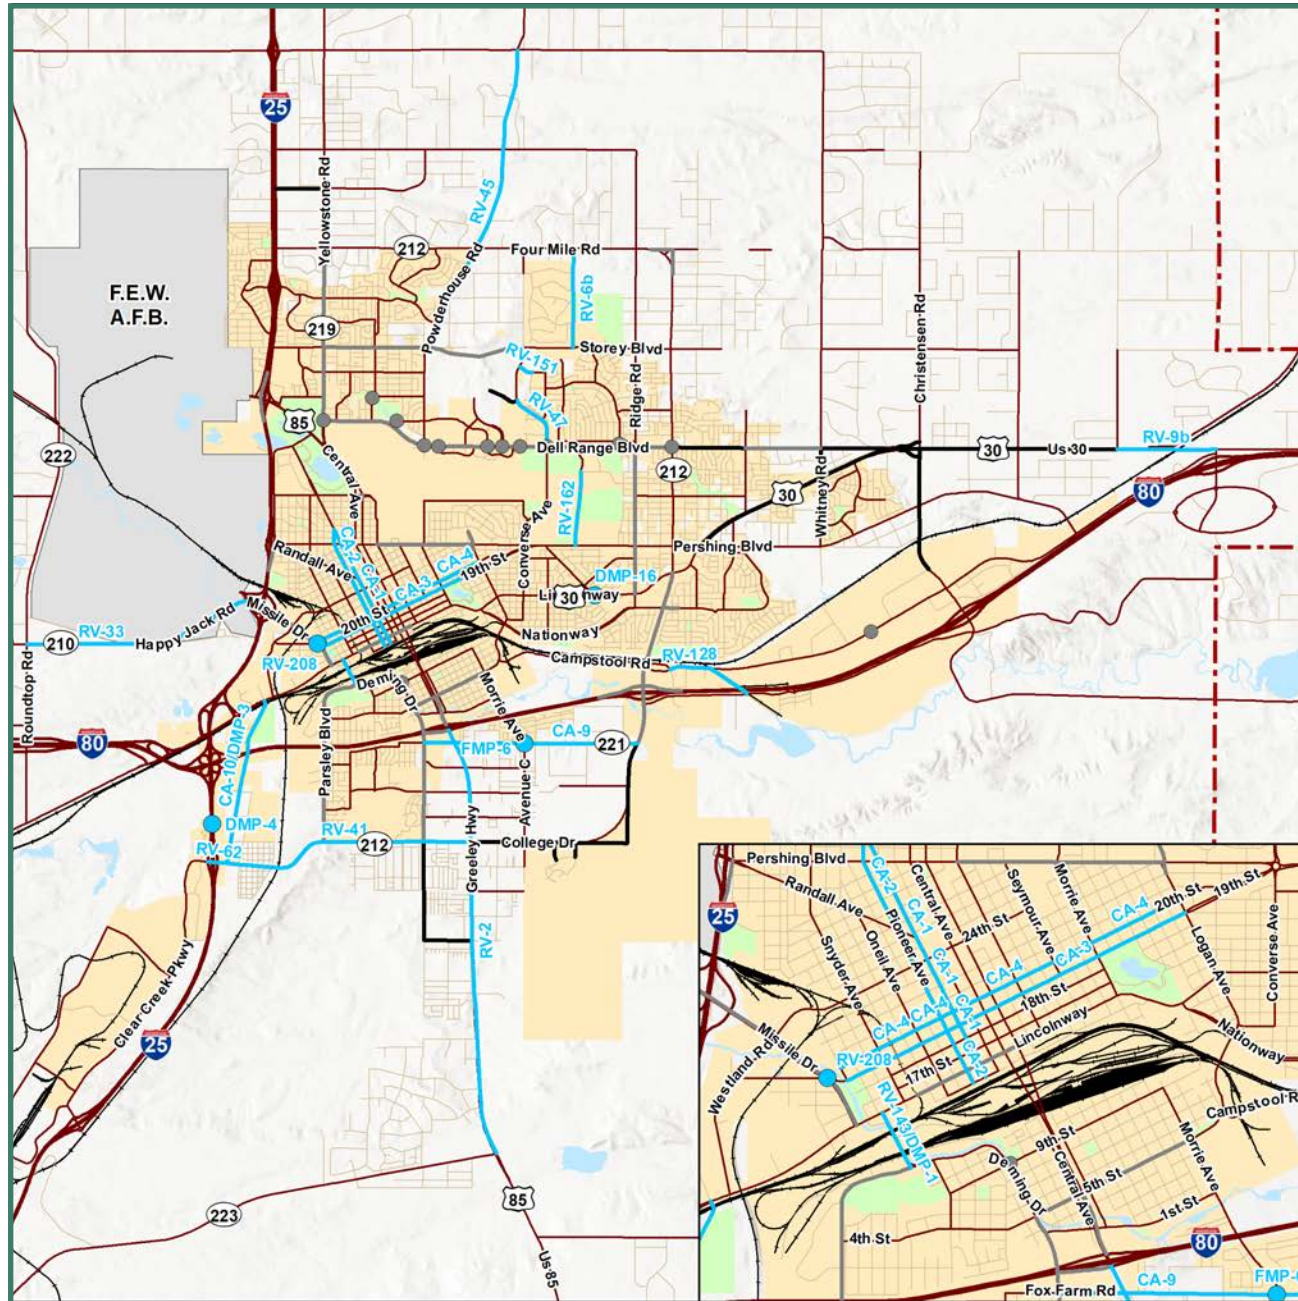 25
Yellowstone Rd
RV-45
212
Four Mile Rd
Powderhouse Rd
RV-6b
F.E.W.
A.F.B.
219
Storey Blvd
RV-151
Christensen Rd
Ridge Rd
RV-47
85
Dell Range Blvd
30
Us 30
RV-9b
222
212
Central Ave
80
30
Whitney Rd
RV-162
Converse Ave
CA-2
CA-1
Randall Ave
CA-4
CA-3
19th St
Pershing Blvd
DMP-16
30
Missile Dr
20th St
Happy Jack Rd
RV-33
210
Nationway
Campstool Rd
RV-128
RV-208
Deming Dr
Morrie Ave
Roundtop Rd
80
CA-10/DMP-3
Parsley Blvd
FMP-6
CA-9
221
Avenue C
DMP-4
RV-41
212
College Dr
RV-62
Greeley Hwy
RV-2
Clear Creek Pkwy
25
223
85
Us 85
Pershing Blvd
CA-2
CA-1
Central Ave
Seymour Ave
Morrie Ave
Randall Ave
25
Pioneer Ave
Oneil Ave
Snyder Ave
24th St
CA-4
20th St
19th St
CA-3
CA-4
Logan Ave
Converse Ave
CA-1
CA-1
CA-2
CA-4
CA-4
18th St
Lincolnway
17th St
Missile Dr
Westland Rd
RV-208
Nationway
RV-143/DMP-1
Campstool R
9th St
Deming Dr
5th St
Central Ave
Morrie Ave
1st St
4th St
80
Fox Farm Rd
CA-9
FMP-6